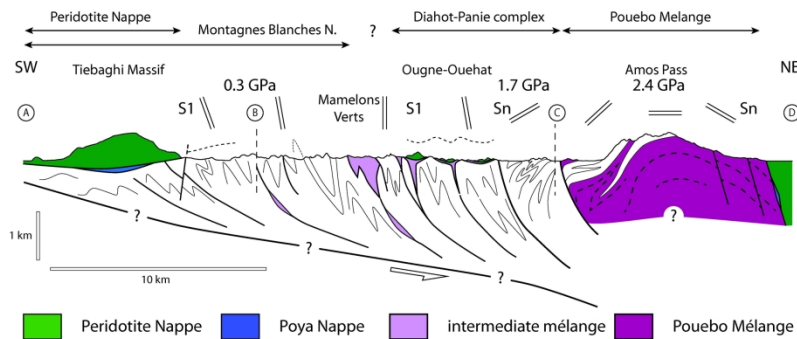 Peridotite Nappe
Diahot-Panie complex
Pouebo Melange
Montagnes Blanches N.
?
SW
NE
Tiebaghi Massif
Ougne-Ouehat
Amos Pass
0.3 GPa
1.7 GPa
2.4 GPa
S1
Mamelons
Verts
S1
Sn
Sn
A
B
C
D
?
?
?
?
1 km
10 km
Peridotite Nappe
Poya Nappe
intermediate mélange
Pouebo Mélange